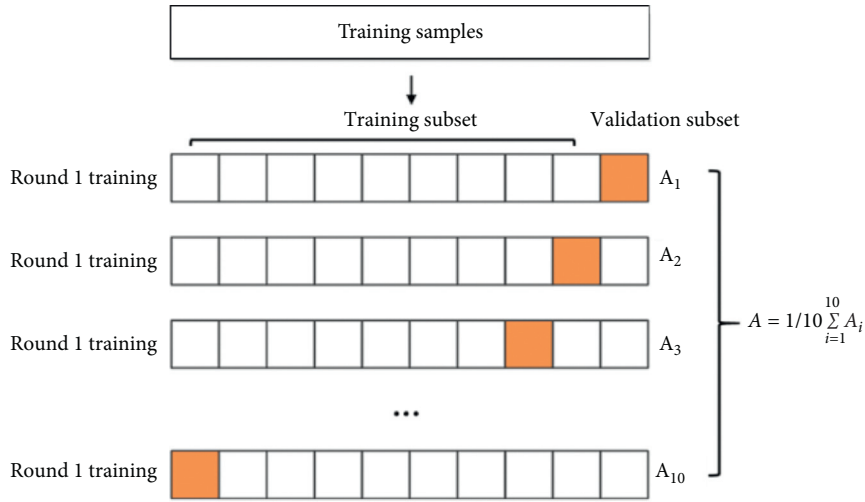 Training samples
Training subset
Validation subset
Round 1 training
A₁
Round 1 training
A₂
Round 1 training
A₃
...
Round 1 training
A₁₀
A = 1/10 10∑i=1 Aᵢ